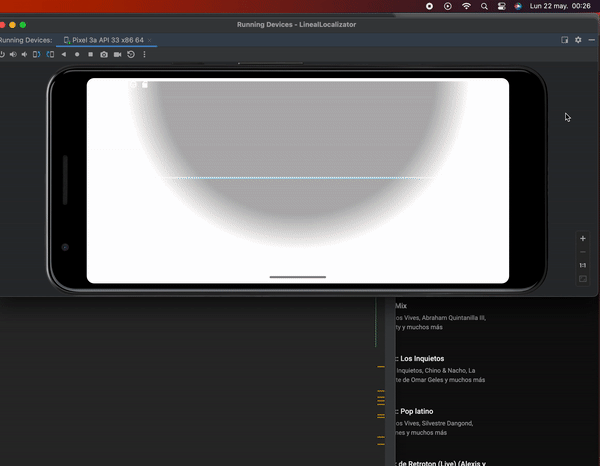 Lun 22 may. 00:26
Running Devices - LinealLocalizator
Running Devices:
Pixel 3a API 33 x86 64
1:1
Mix
os Vives, Abraham Quintanilla III,
ty y muchos más
: Los Inquietos
Inquietos, Chino & Nacho, La
te de Omar Geles y muchos más
: Pop latino
os Vives, Silvestre Dangond,
nes y muchos más
: de Retroton (Live) (Alexis y